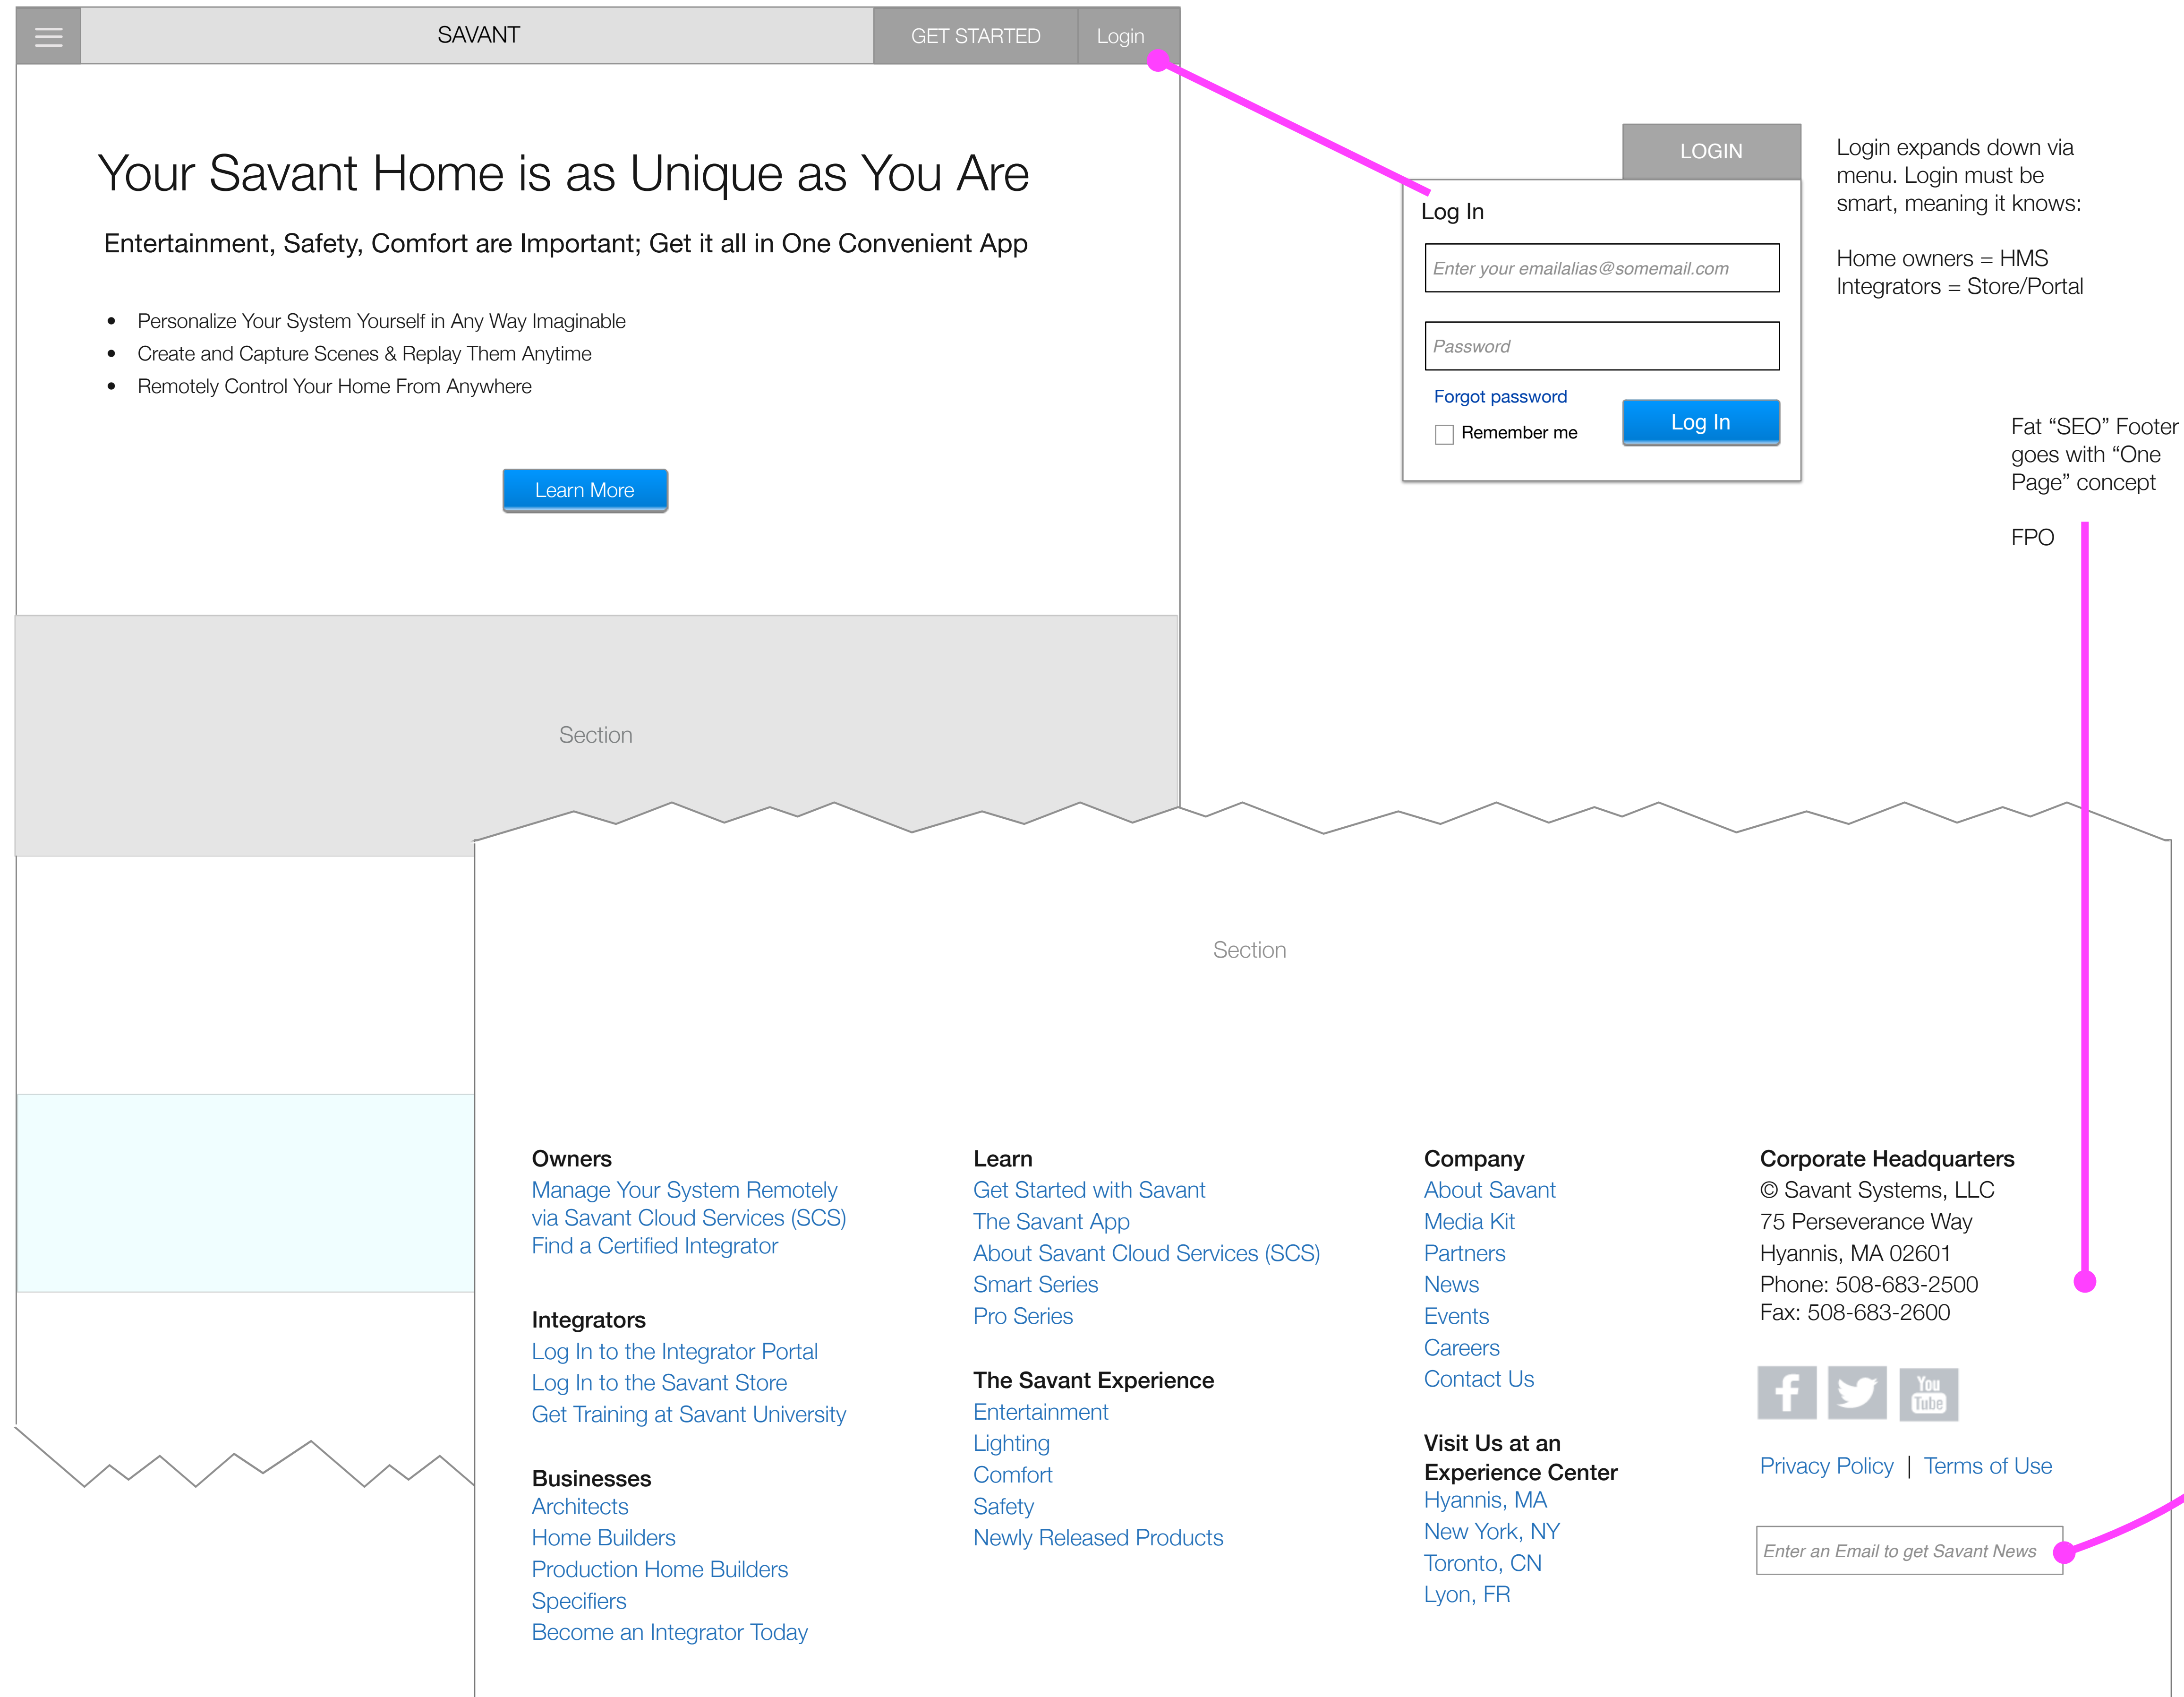 SAVANT
GET STARTED
Login
Your Savant Home is as Unique as You Are
Entertainment, Safety, Comfort are Important; Get it all in One Convenient App
• Personalize Your System Yourself in Any Way Imaginable
• Create and Capture Scenes & Replay Them Anytime
• Remotely Control Your Home From Anywhere
Learn More
Section
LOGIN
Log In
Enter your emailalias@somemail.com
Password
Forgot password
Remember me
Log In
Login expands down via
menu. Login must be
smart, meaning it knows:
Home owners = HMS
Integrators = Store/Portal
Fat “SEO” Footer
goes with “One
Page” concept
FPO
Section
Owners
Manage Your System Remotely
via Savant Cloud Services (SCS)
Find a Certified Integrator
Integrators
Log In to the Integrator Portal
Log In to the Savant Store
Get Training at Savant University
Businesses
Architects
Home Builders
Production Home Builders
Specifiers
Become an Integrator Today
Learn
Get Started with Savant
The Savant App
About Savant Cloud Services (SCS)
Smart Series
Pro Series
The Savant Experience
Entertainment
Lighting
Comfort
Safety
Newly Released Products
Company
About Savant
Media Kit
Partners
News
Events
Careers
Contact Us
Visit Us at an
Experience Center
Hyannis, MA
New York, NY
Toronto, CN
Lyon, FR
Corporate Headquarters
© Savant Systems, LLC
75 Perseverance Way
Hyannis, MA 02601
Phone: 508-683-2500
Fax: 508-683-2600
f
You
Tube
Privacy Policy | Terms of Use
Enter an Email to get Savant News